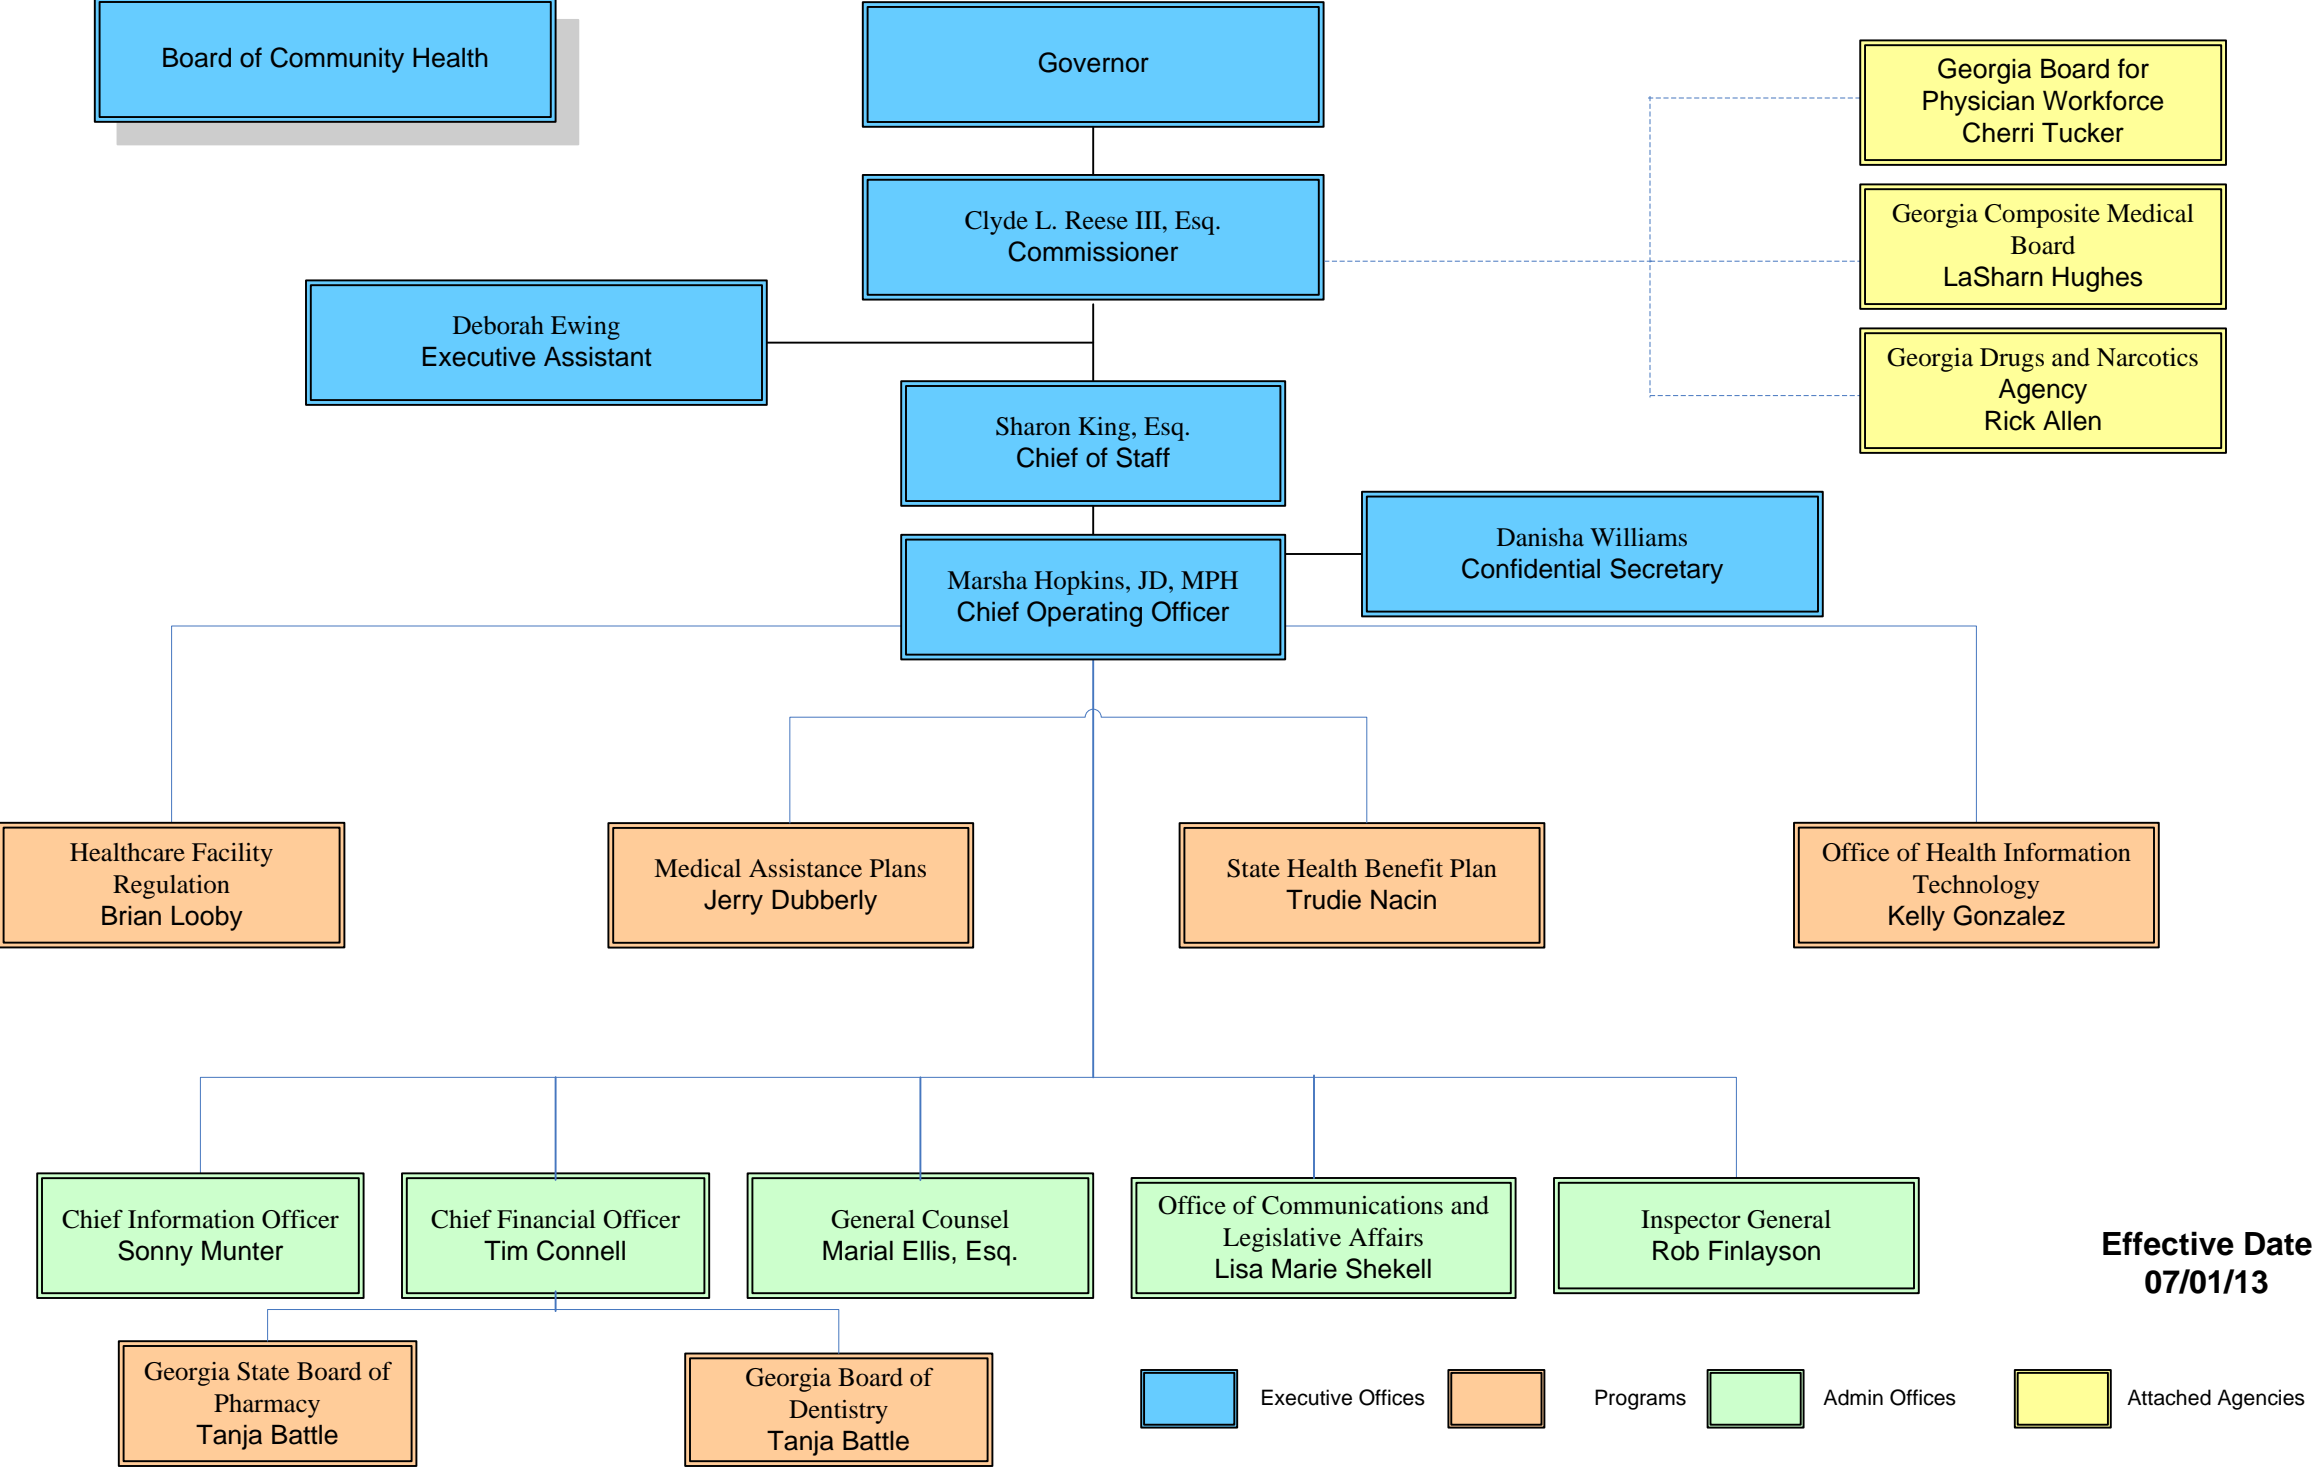 Board of Community Health
Governor
Georgia Board for
Physician Workforce
Cherri Tucker
Clyde L. Reese III, Esq.
Commissioner
Georgia Composite Medical
Board
LaSharn Hughes
Deborah Ewing
Executive Assistant
Georgia Drugs and Narcotics
Agency
Rick Allen
Sharon King, Esq.
Chief of Staff
Danisha Williams
Confidential Secretary
Marsha Hopkins, JD, MPH
Chief Operating Officer
Healthcare Facility
Regulation
Brian Looby
Medical Assistance Plans
Jerry Dubberly
State Health Benefit Plan
Trudie Nacin
Office of Health Information
Technology
Kelly Gonzalez
Chief Information Officer
Sonny Munter
Chief Financial Officer
Tim Connell
General Counsel
Marial Ellis, Esq.
Office of Communications and
Legislative Affairs
Lisa Marie Shekell
Inspector General
Rob Finlayson
Effective Date
07/01/13
Georgia State Board of
Pharmacy
Tanja Battle
Georgia Board of
Dentistry
Tanja Battle
Executive Offices
Programs
Admin Offices
Attached Agencies